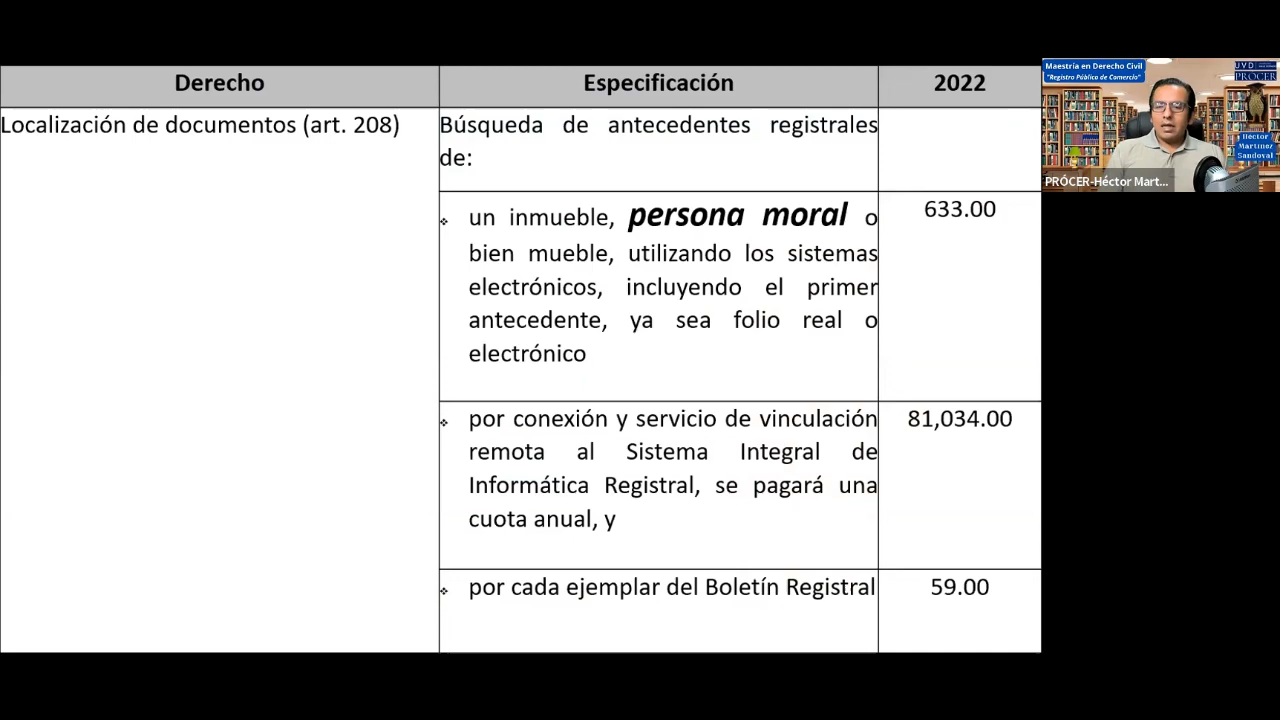 Derecho
Especificación
2022
Localización de documentos (art. 208)
Búsqueda de antecedentes registrales
de:
un inmueble, persona moral o
bien mueble, utilizando los sistemas
electrónicos, incluyendo el primer
antecedente, ya sea folio real o
electrónico
633.00
por conexión y servicio de vinculación
remota al Sistema Integral de
Informática Registral, se pagará una
cuota anual, y
81,034.00
por cada ejemplar del Boletín Registral
59.00
Maestría en Derecho Civil
"Registro Público de Comercio"
UVD
PRÓCER
Héctor
Martínez
Sandoval
PRÓCER-Héctor Mart...